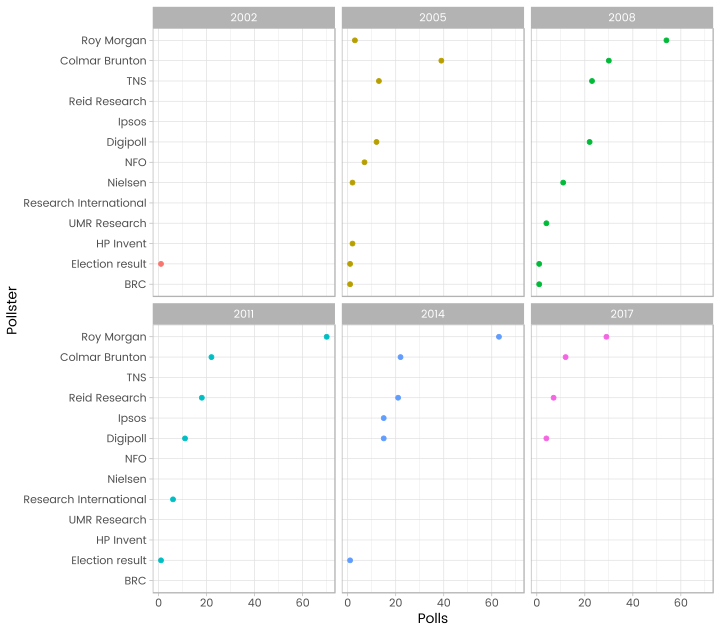 2002 2005 2008
Roy Morgan
Colmar Brunton
TNS
Reid Research
Ipsos
Digipoll
NFO
Nielsen
Research International
UMR Research
HP Invent
Election result
BRC
Pollster
2011 2014 2017
Roy Morgan
Colmar Brunton
TNS
Reid Research
Ipsos
Digipoll
NFO
Nielsen
Research International
UMR Research
HP Invent
Election result
BRC
0 20 40 60 0 20 40 60 0 20 40 60
Polls